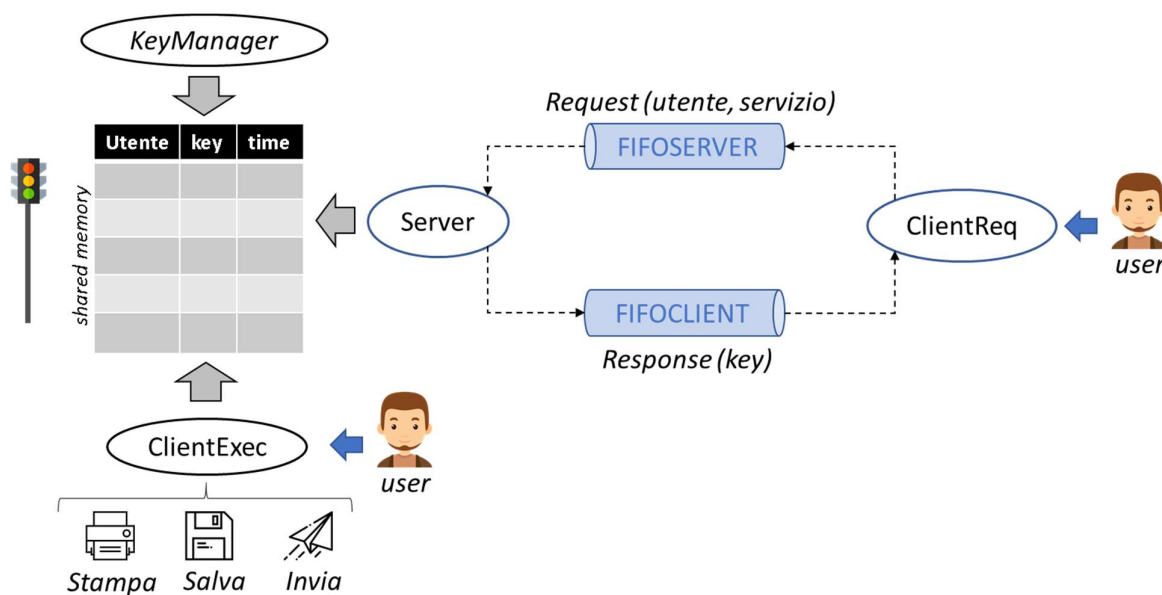 KeyManager
Request (utente, servizio)
Utente key time
FIFOSERVER
shared memory
Server
ClientReq
user
FIFOCLIENT
Response (key)
ClientExec
user
Stampa Salva Invia